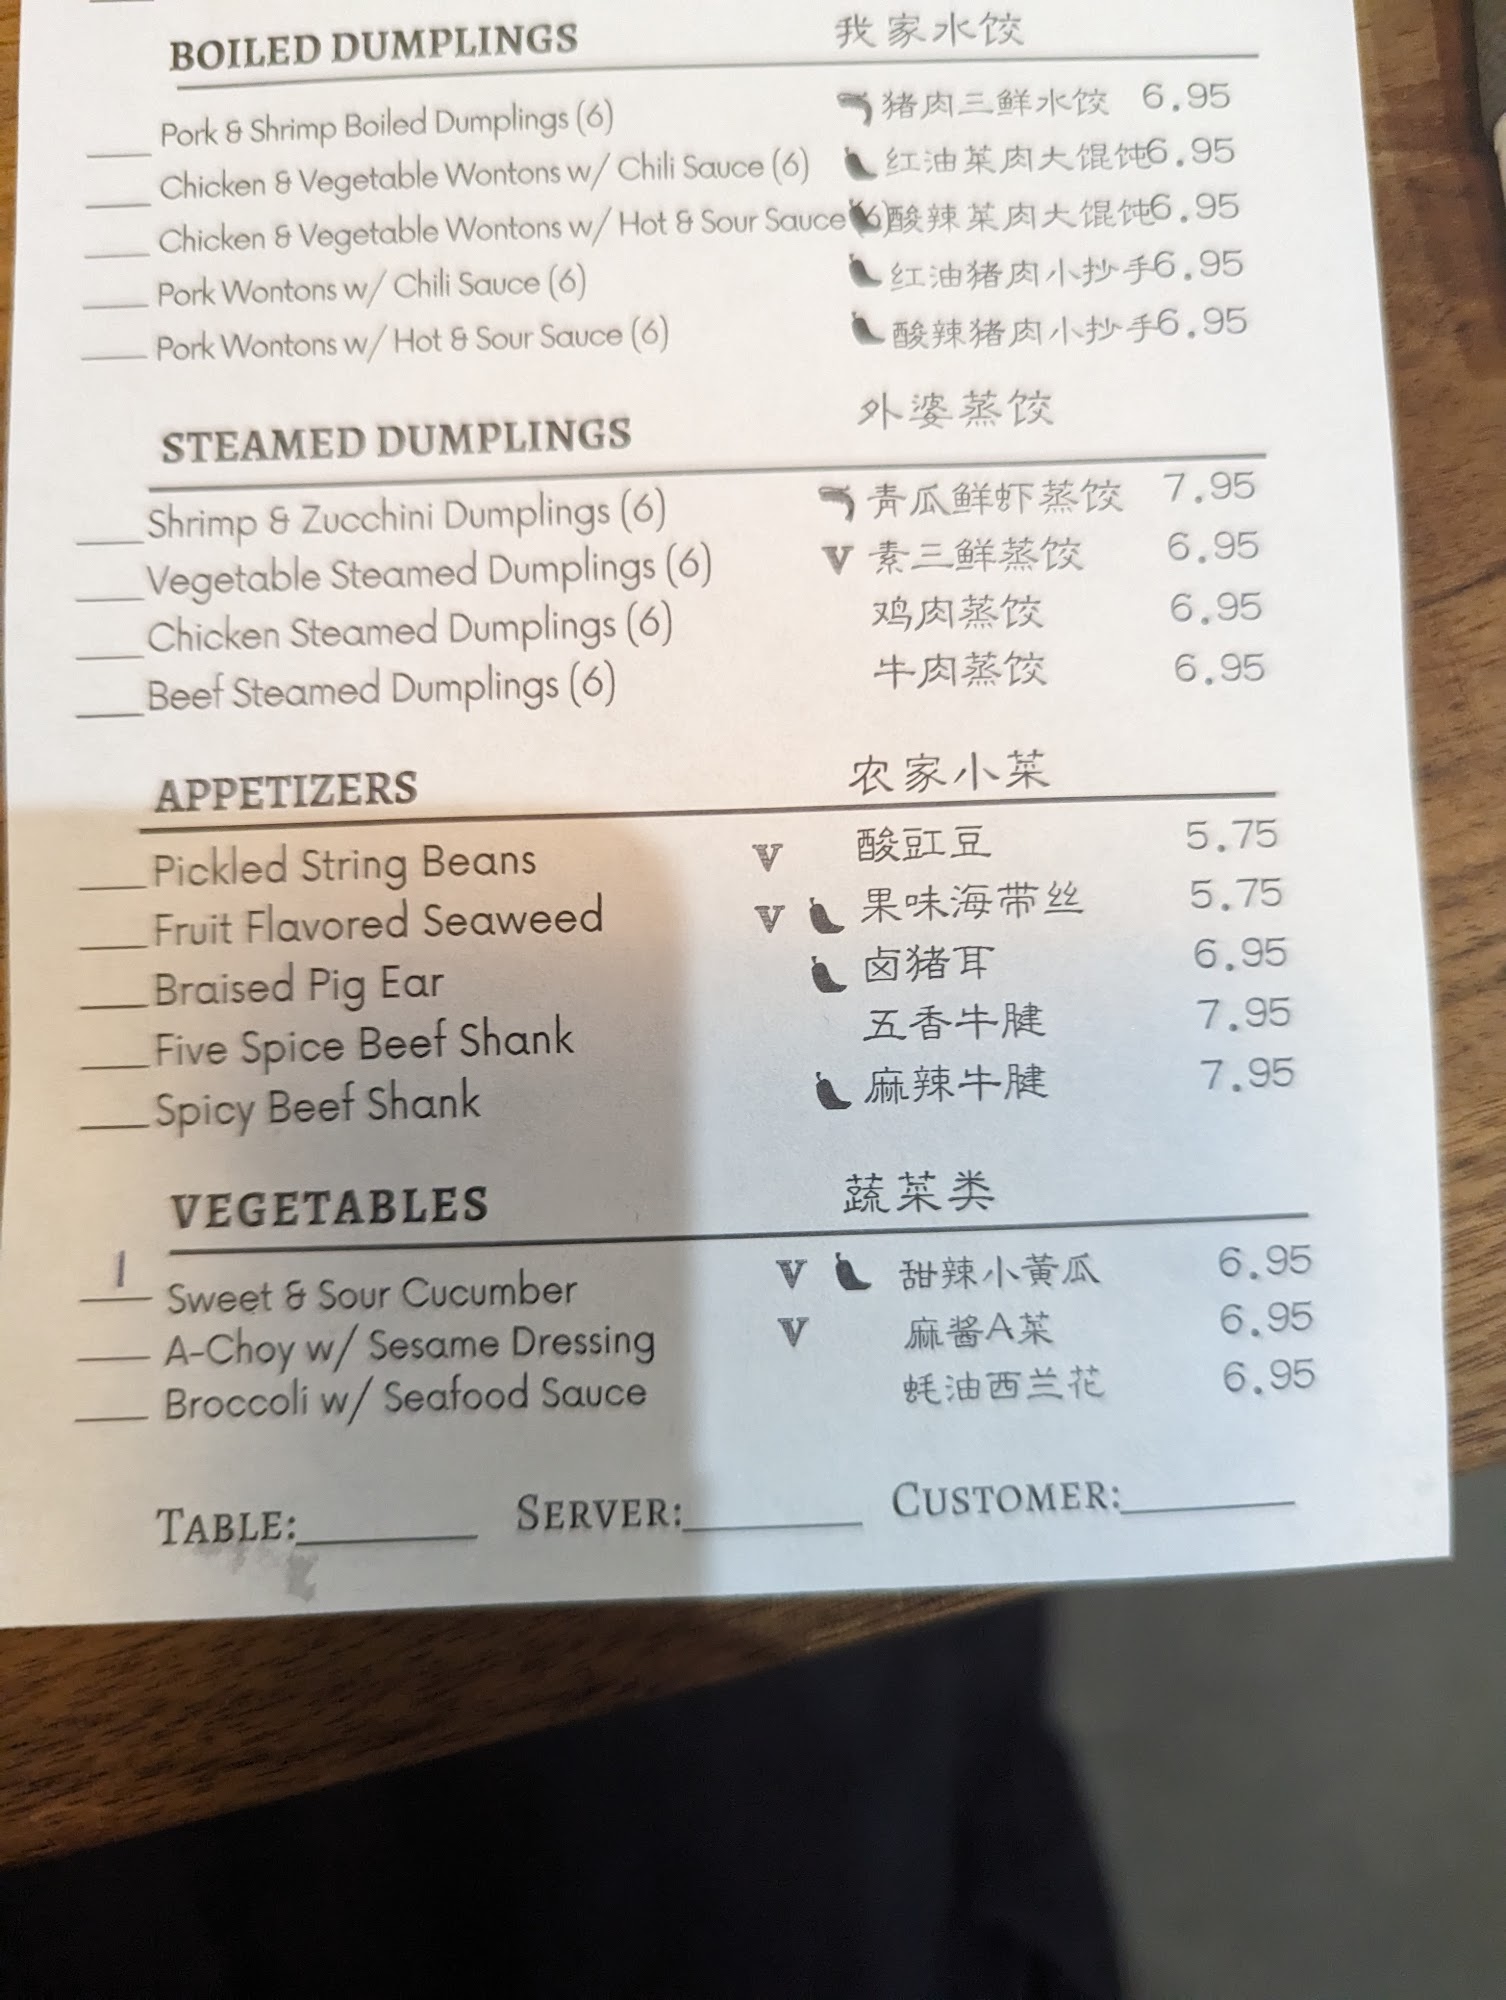 BOILED DUMPLINGS 我家水饺
Pork & Shrimp Boiled Dumplings (6) 猪肉三鲜水饺 6.95
Chicken & Vegetable Wontons w/ Chili Sauce (6) 红油菜肉大馄饨 6.95
Chicken & Vegetable Wontons w/ Hot & Sour Sauce (6) 酸辣菜肉大馄饨 6.95
Pork Wontons w/ Chili Sauce (6) 红油猪肉小抄手 6.95
Pork Wontons w/ Hot & Sour Sauce (6) 酸辣猪肉小抄手 6.95
STEAMED DUMPLINGS 外婆蒸饺
Shrimp & Zucchini Dumplings (6) 青瓜鲜虾蒸饺 7.95
Vegetable Steamed Dumplings (6) V 素三鲜蒸饺 6.95
Chicken Steamed Dumplings (6) 鸡肉蒸饺 6.95
Beef Steamed Dumplings (6) 牛肉蒸饺 6.95
APPETIZERS 农家小菜
Pickled String Beans V 酸豇豆 5.75
Fruit Flavored Seaweed V 果味海带丝 5.75
Braised Pig Ear 卤猪耳 6.95
Five Spice Beef Shank 五香牛腱 7.95
Spicy Beef Shank 麻辣牛腱 7.95
VEGETABLES 蔬菜类
1 Sweet & Sour Cucumber V 甜辣小黄瓜 6.95
A-Choy w/ Sesame Dressing V 麻酱A菜 6.95
Broccoli w/ Seafood Sauce 蚝油西兰花 6.95
TABLE: SERVER: CUSTOMER: